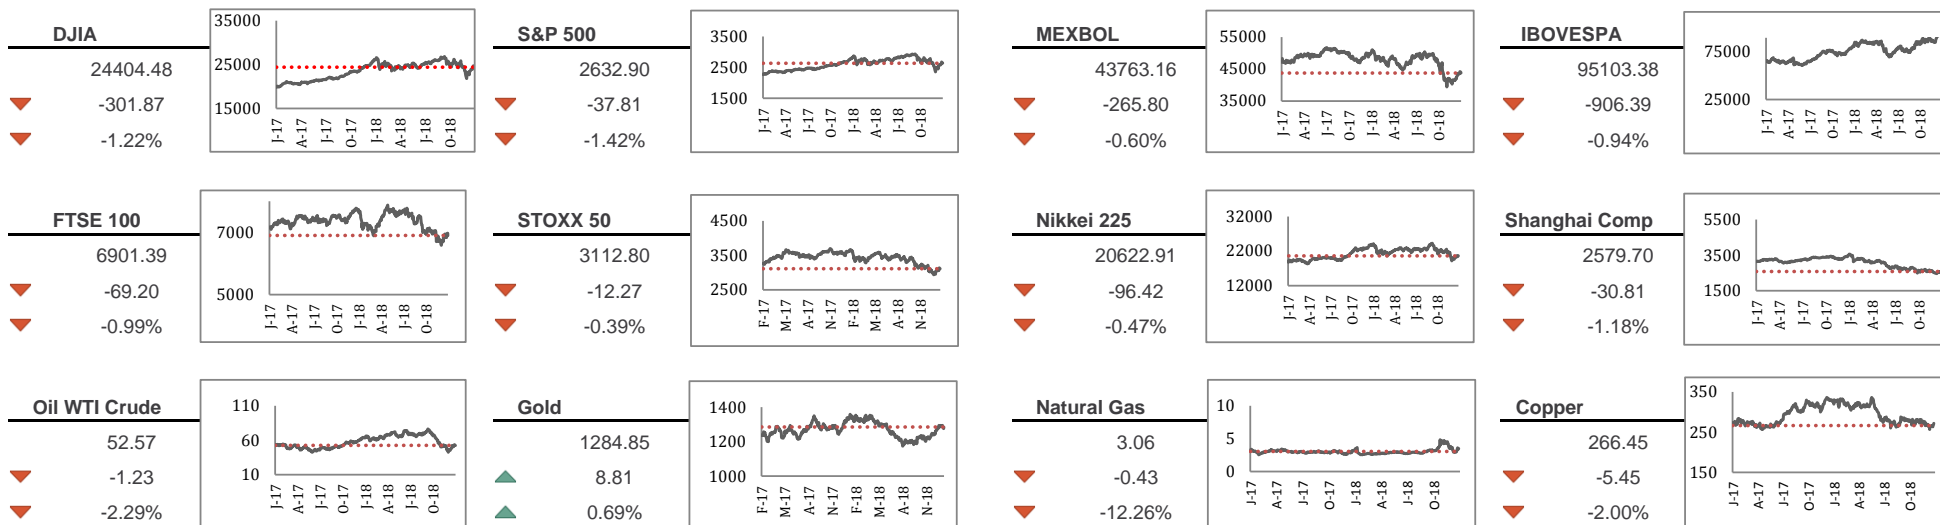 DJIA
24404.48
-301.87
-1.22%
35000
25000
15000
J-17 A-17 J-17 O-17 J-18 A-18 J-18 O-18
S&P 500
2632.90
-37.81
-1.42%
3500
2500
1500
J-17 A-17 J-17 O-17 J-18 A-18 J-18 O-18
MEXBOL
43763.16
-265.80
-0.60%
55000
45000
35000
J-17 A-17 J-17 O-17 J-18 A-18 J-18 O-18
IBOVESPA
95103.38
-906.39
-0.94%
75000
25000
J-17 A-17 J-17 O-17 J-18 A-18 J-18 O-18
FTSE 100
6901.39
-69.20
-0.99%
7000
5000
J-17 A-17 J-17 O-17 J-18 A-18 J-18 O-18
STOXX 50
3112.80
-12.27
-0.39%
4500
3500
2500
F-17 M-17 A-17 N-17 F-18 M-18 A-18 N-18
Nikkei 225
20622.91
-96.42
-0.47%
32000
22000
12000
J-17 A-17 J-17 O-17 J-18 A-18 J-18 O-18
Shanghai Comp
2579.70
-30.81
-1.18%
5500
3500
1500
J-17 A-17 J-17 O-17 J-18 A-18 J-18 O-18
Oil WTI Crude
52.57
-1.23
-2.29%
110
60
10
J-17 A-17 J-17 O-17 J-18 A-18 J-18 O-18
Gold
1284.85
8.81
0.69%
1400
1200
1000
F-17 M-17 A-17 N-17 F-18 M-18 A-18 N-18
Natural Gas
3.06
-0.43
-12.26%
10
5
0
J-17 A-17 J-17 O-17 J-18 A-18 J-18 O-18
Copper
266.45
-5.45
-2.00%
350
250
150
J-17 A-17 J-17 O-17 J-18 A-18 J-18 O-18